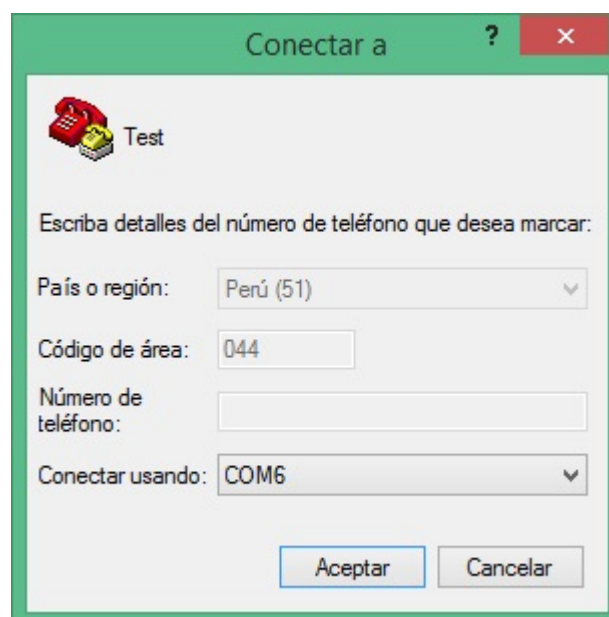 Conectar a
?
Test
Escriba detalles del número de teléfono que desea marcar:
País o región: Perú (51)
Código de área: 044
Número de
teléfono:
Conectar usando: COM6
Aceptar Cancelar